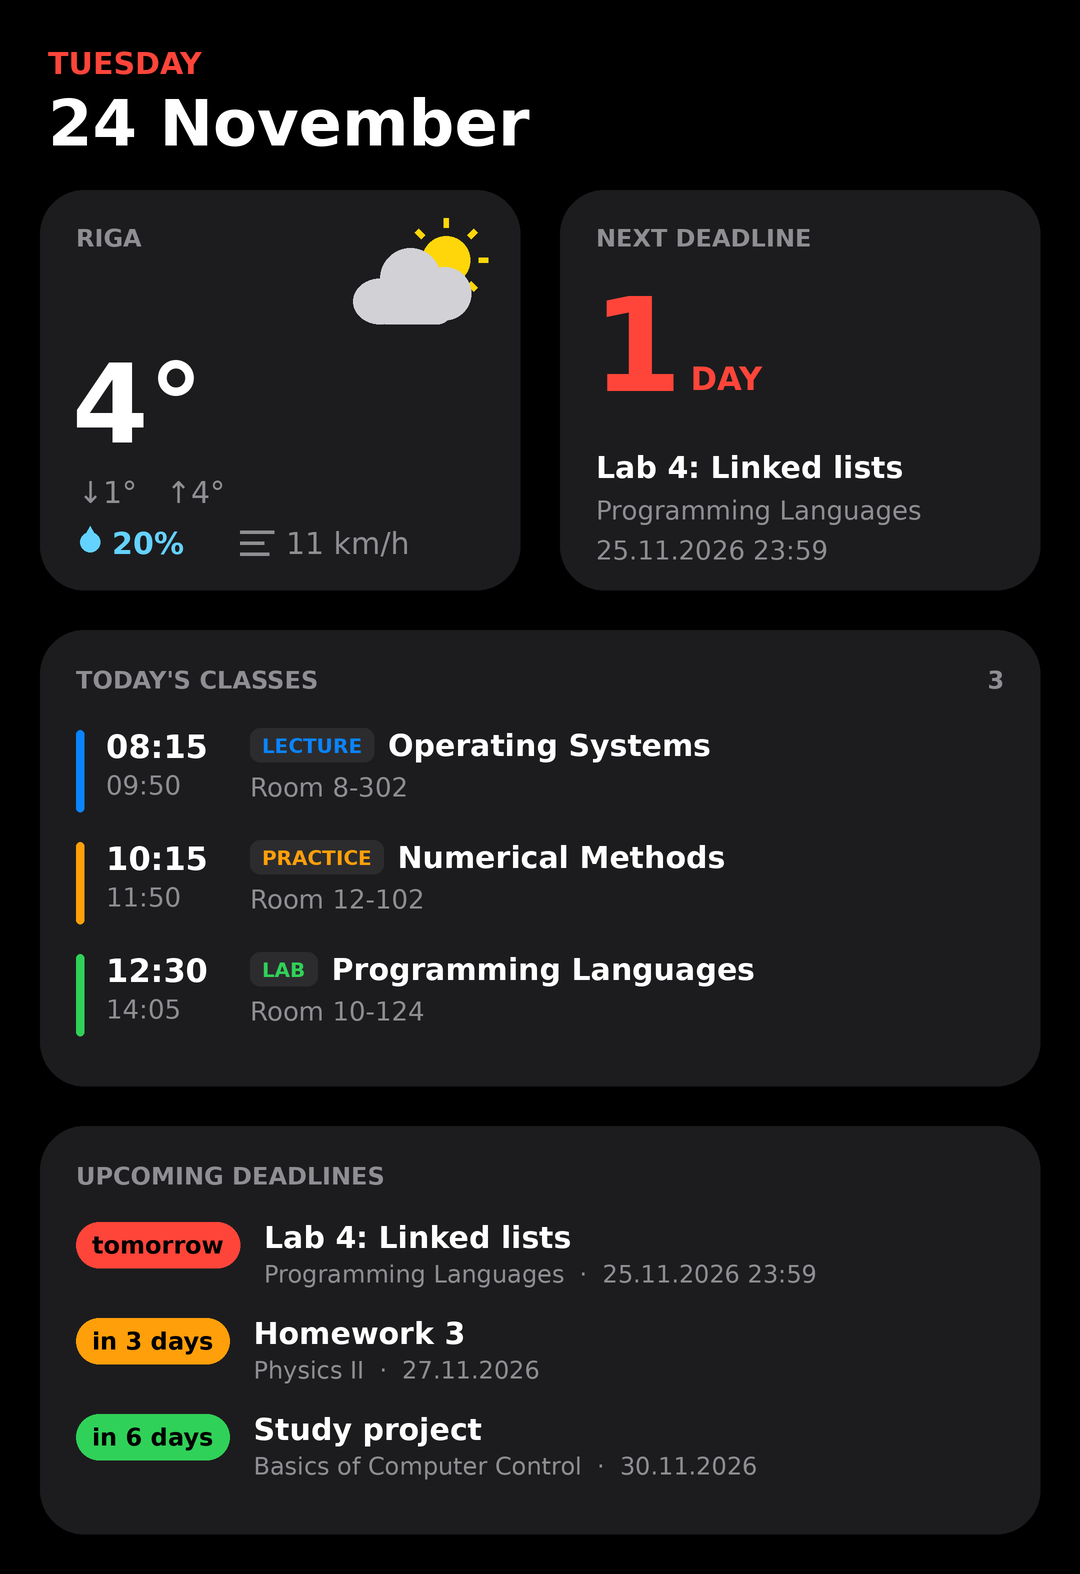 TUESDAY
24 November
RIGA
4°
↓1° ↑4°
20% 11 km/h
NEXT DEADLINE
1 DAY
Lab 4: Linked lists
Programming Languages
25.11.2026 23:59
TODAY'S CLASSES 3
08:15 LECTURE Operating Systems
09:50 Room 8-302
10:15 PRACTICE Numerical Methods
11:50 Room 12-102
12:30 LAB Programming Languages
14:05 Room 10-124
UPCOMING DEADLINES
tomorrow Lab 4: Linked lists
Programming Languages · 25.11.2026 23:59
in 3 days Homework 3
Physics II · 27.11.2026
in 6 days Study project
Basics of Computer Control · 30.11.2026